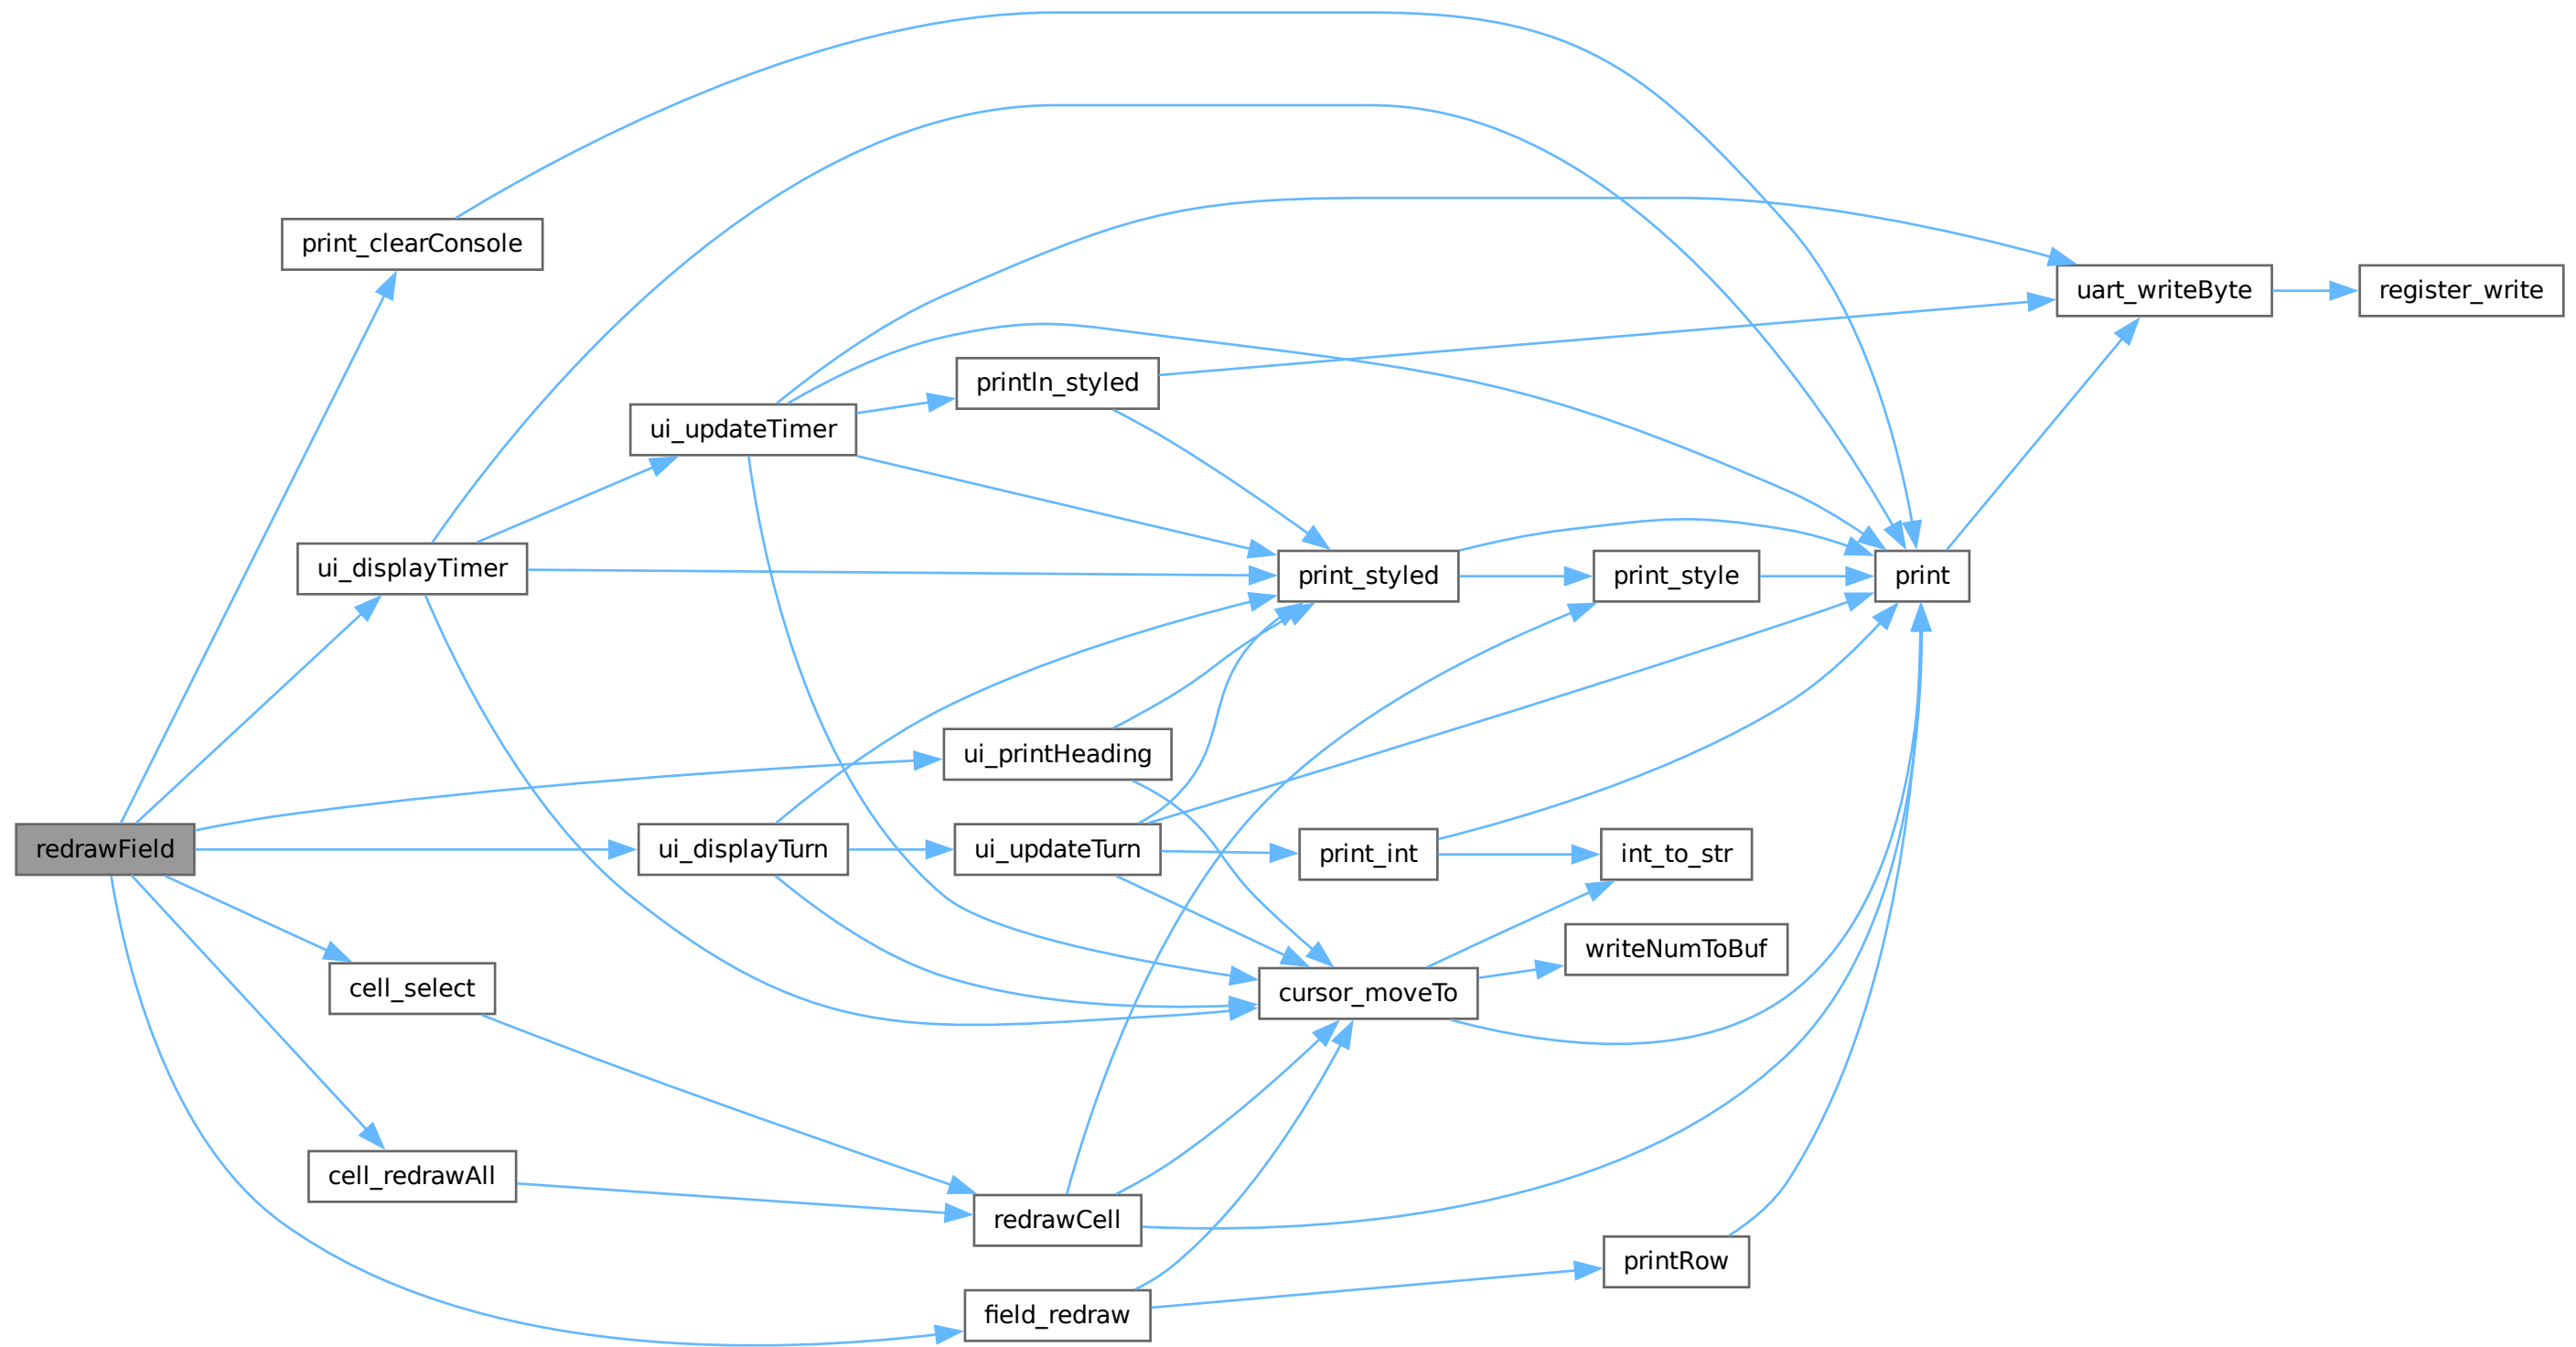 print_clearConsole
uart_writeByte
register_write
println_styled
ui_updateTimer
ui_displayTimer
print_styled
print_style
print
ui_printHeading
redrawField
ui_displayTurn
ui_updateTurn
print_int
int_to_str
writeNumToBuf
cell_select
cursor_moveTo
cell_redrawAll
redrawCell
printRow
field_redraw